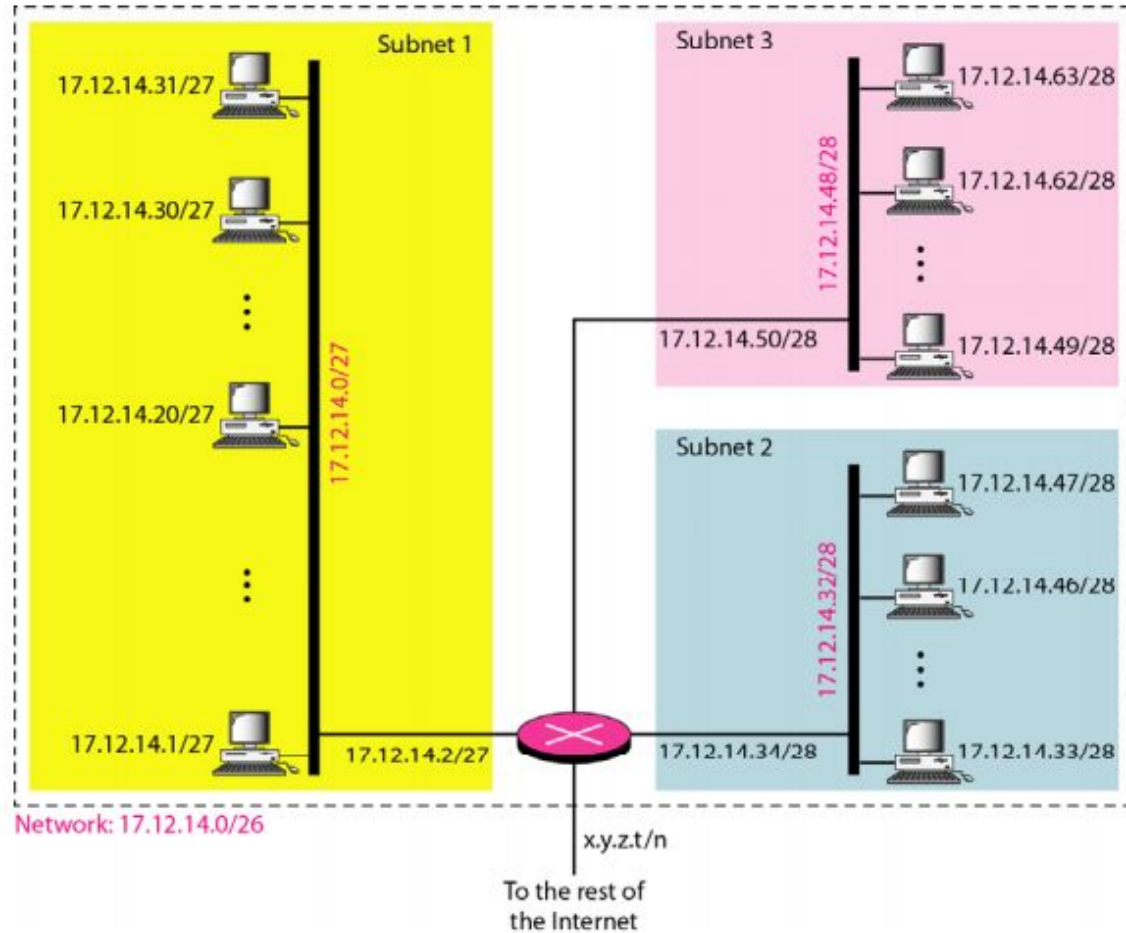 Subnet 1
17.12.14.31/27
17.12.14.30/27
17.12.14.0/27
17.12.14.20/27
17.12.14.1/27
17.12.14.2/27
Subnet 3
17.12.14.63/28
17.12.14.62/28
17.12.14.48/28
17.12.14.50/28
17.12.14.49/28
Subnet 2
17.12.14.47/28
17.12.14.46/28
17.12.14.32/28
17.12.14.34/28
17.12.14.33/28
Network: 17.12.14.0/26
x.y.z.t/n
To the rest of
the Internet